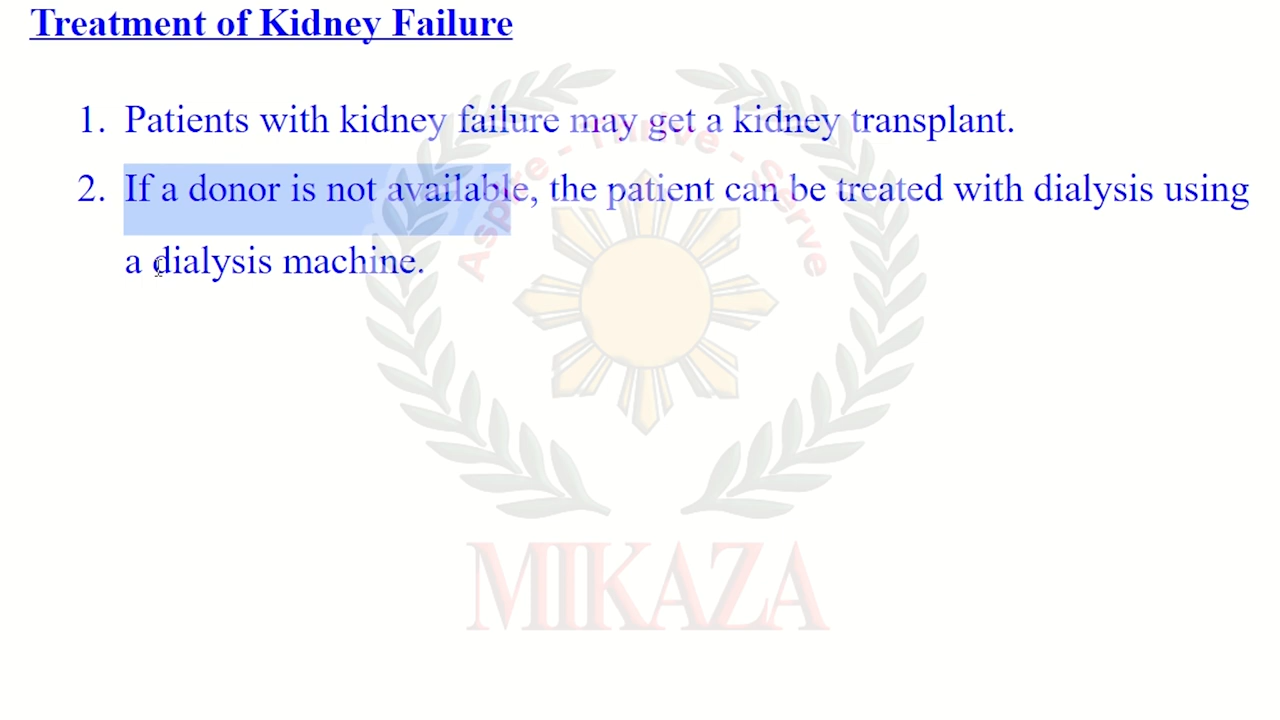 Treatment of Kidney Failure
1. Patients with kidney failure may get a kidney transplant.
2. If a donor is not available, the patient can be treated with dialysis using
a dialysis machine.
Aspire - Thrive - Serve
MIKAZA